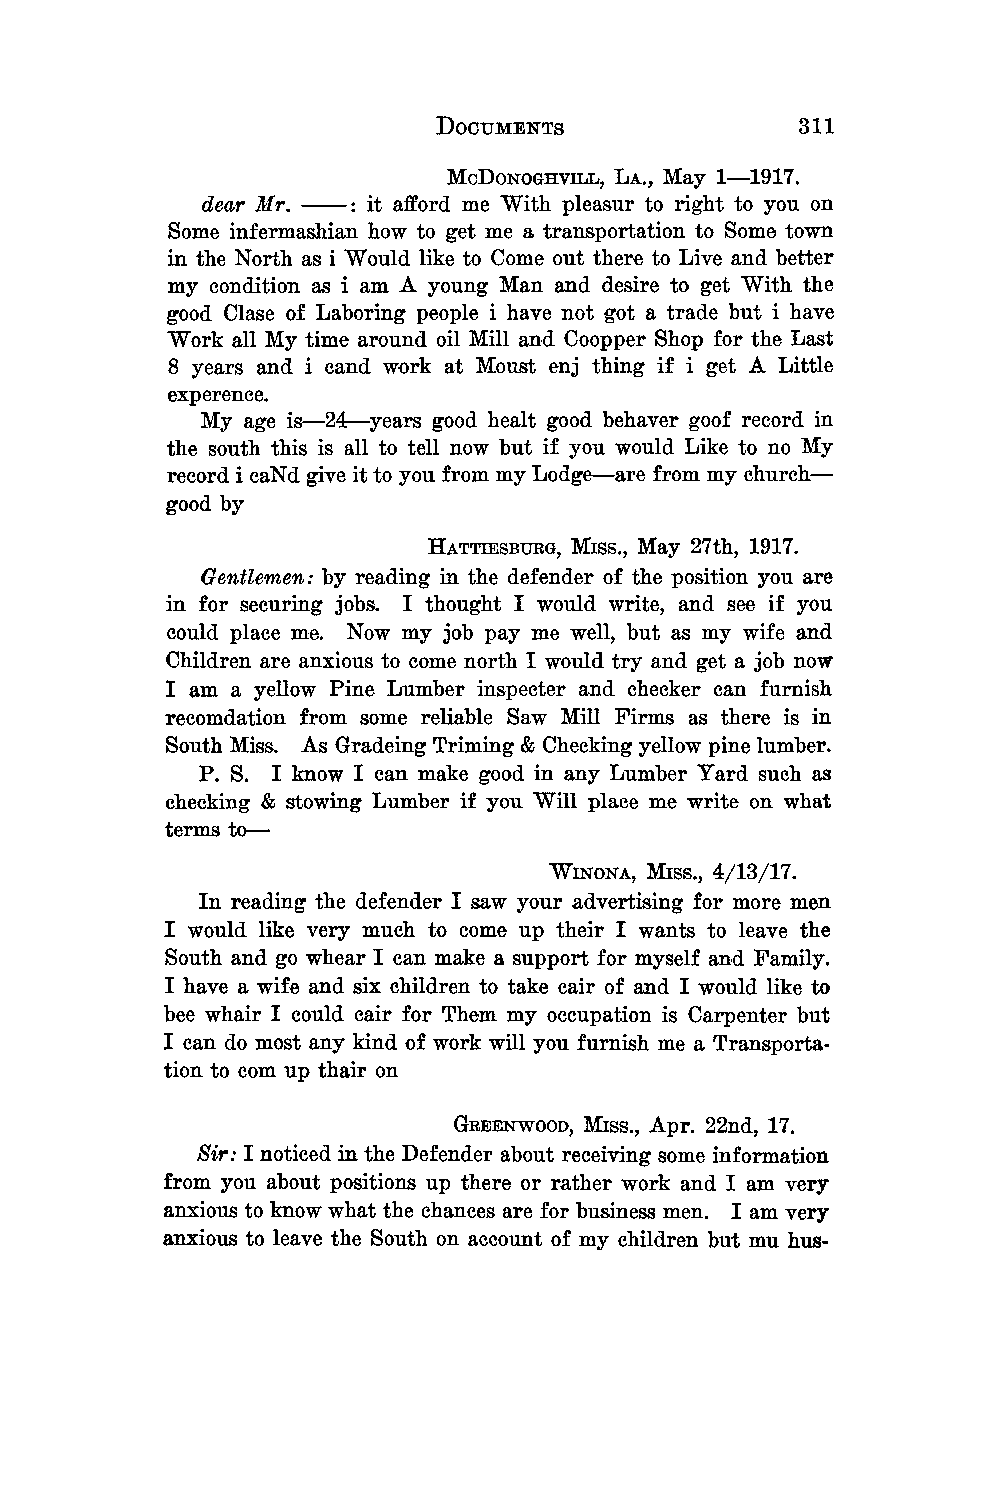 DOCUMENTS 311
MCDONOGHVILL, LA., May 1—1917.
dear Mr. ——: it afford me With pleasur to right to you on
Some infermashian how to get me a transportation to Some town
in the North as i Would like to Come out there to Live and better
my condition as i am A young Man and desire to get With the
good Clase of Laboring people i have not got a trade but i have
Work all My time around oil Mill and Coopper Shop for the Last
8 years and i cand work at Moust enj thing if i get A Little
experence.
My age is—24—years good healt good behaver goof record in
the south this is all to tell now but if you would Like to no My
record i caNd give it to you from my Lodge—are from my church—
good by
HATTIESBURG, MISS., May 27th, 1917.
Gentlemen: by reading in the defender of the position you are
in for securing jobs. I thought I would write, and see if you
could place me. Now my job pay me well, but as my wife and
Children are anxious to come north I would try and get a job now
I am a yellow Pine Lumber inspecter and checker can furnish
recomdation from some reliable Saw Mill Firms as there is in
South Miss. As Gradeing Triming & Checking yellow pine lumber.
P. S. I know I can make good in any Lumber Yard such as
checking & stowing Lumber if you Will place me write on what
terms to—
WINONA, MISS., 4/13/17.
In reading the defender I saw your advertising for more men
I would like very much to come up their I wants to leave the
South and go whear I can make a support for myself and Family.
I have a wife and six children to take cair of and I would like to
bee whair I could cair for Them my occupation is Carpenter but
I can do most any kind of work will you furnish me a Transporta-
tion to com up thair on
GREENWOOD, MISS., Apr. 22nd, 17.
Sir: I noticed in the Defender about receiving some information
from you about positions up there or rather work and I am very
anxious to know what the chances are for business men. I am very
anxious to leave the South on account of my children but mu hus-